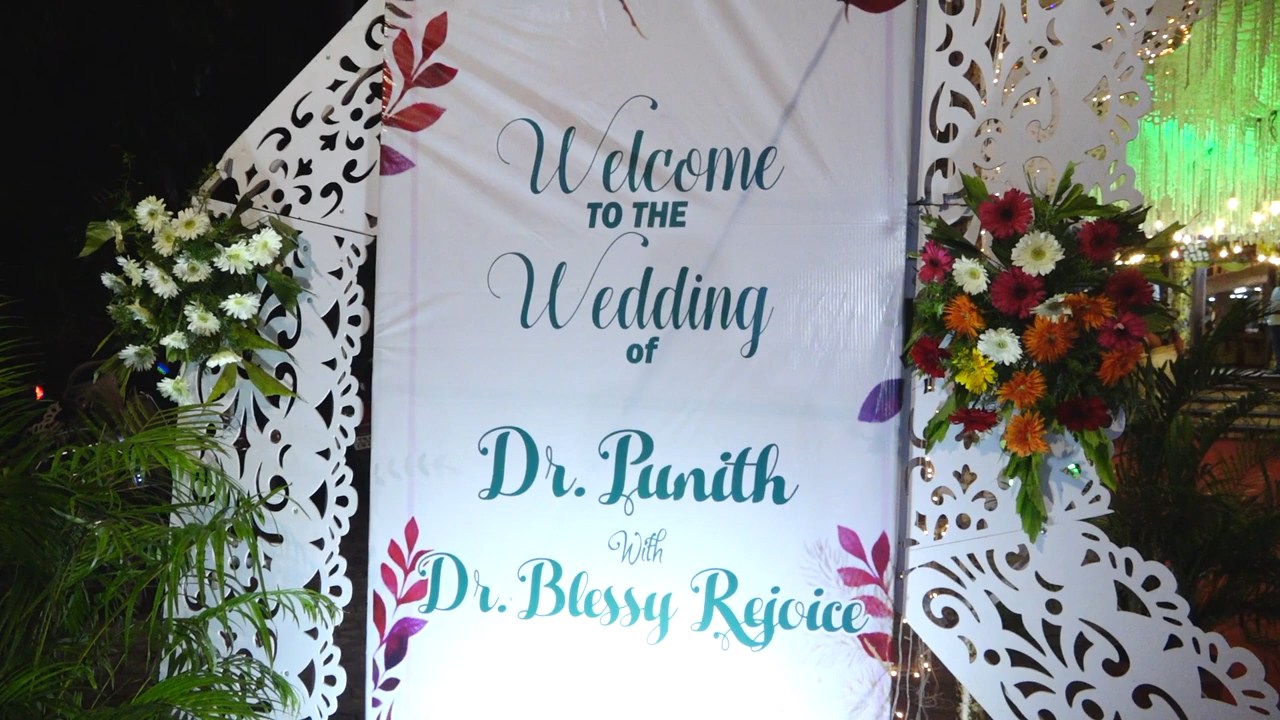 Welcome
TO THE
Wedding
of
Dr. Punith
With
Dr. Blessy Rejoice